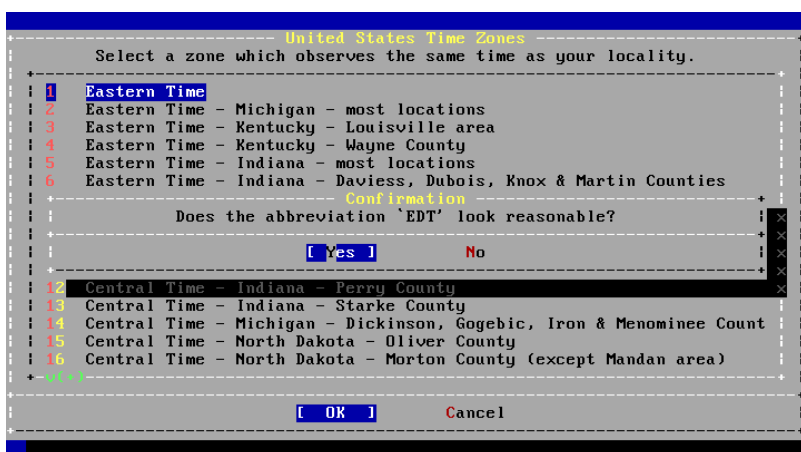 United States Time Zones
Select a zone which observes the same time as your locality.
1 Eastern Time
2 Eastern Time - Michigan - most locations
3 Eastern Time - Kentucky - Louisville area
4 Eastern Time - Kentucky - Wayne County
5 Eastern Time - Indiana - most locations
6 Eastern Time - Indiana - Daviess, Dubois, Knox & Martin Counties
Confirmation
Does the abbreviation `EDT' look reasonable?
[ Yes ] No
12 Central Time - Indiana - Perry County
13 Central Time - Indiana - Starke County
14 Central Time - Michigan - Dickinson, Gogebic, Iron & Menominee Count
15 Central Time - North Dakota - Oliver County
16 Central Time - North Dakota - Morton County (except Mandan area)
v(+)
[ OK ] Cancel